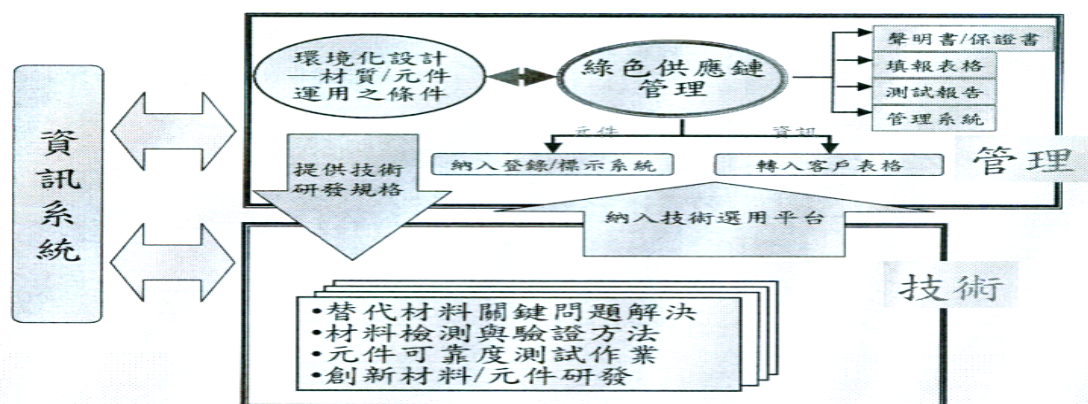 環境化設計
—材質/元件
運用之條件
綠色供應鏈
管理
聲明書/保證書
填報表格
測試報告
管理系統
元件
資訊
納入登錄/標示系統
轉入客戶表格
管理
資訊系統
提供技術
研發規格
納入技術選用平台
技術
•替代材料關鍵問題解決
•材料檢測與驗證方法
•元件可靠度測試作業
•創新材料/元件研發